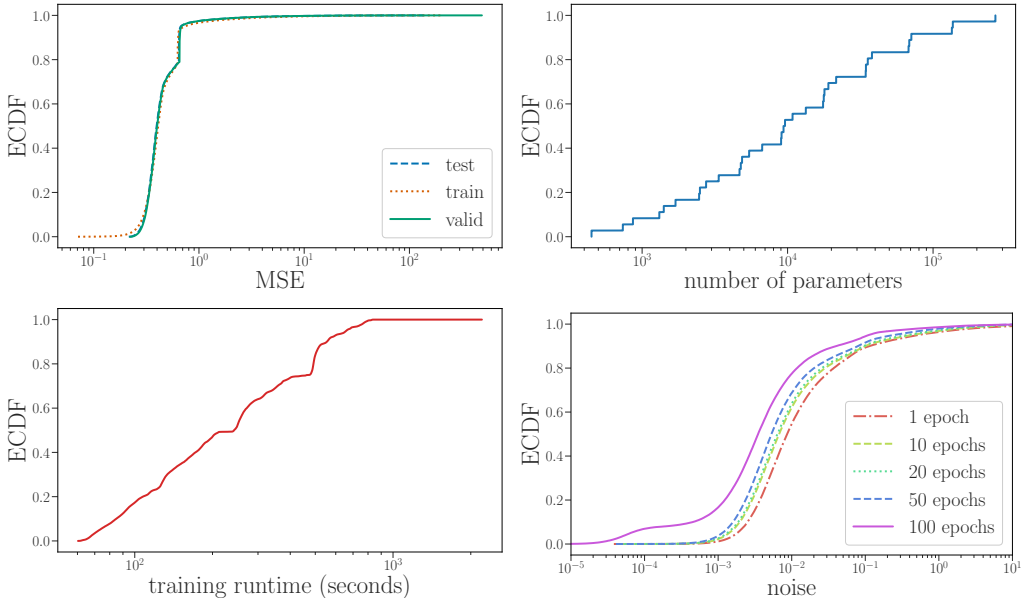 1.0
0.8
0.6
0.4
0.2
0.0
ECDF
test
train
valid
10⁻¹ 10⁰ 10¹ 10²
MSE
1.0
0.8
0.6
0.4
0.2
0.0
ECDF
10³ 10⁴ 10⁵
number of parameters
1.0
0.8
0.6
0.4
0.2
0.0
ECDF
10² 10³
training runtime (seconds)
1.0
0.8
0.6
0.4
0.2
0.0
ECDF
1 epoch
10 epochs
20 epochs
50 epochs
100 epochs
10⁻⁵ 10⁻⁴ 10⁻³ 10⁻² 10⁻¹ 10⁰ 10¹
noise